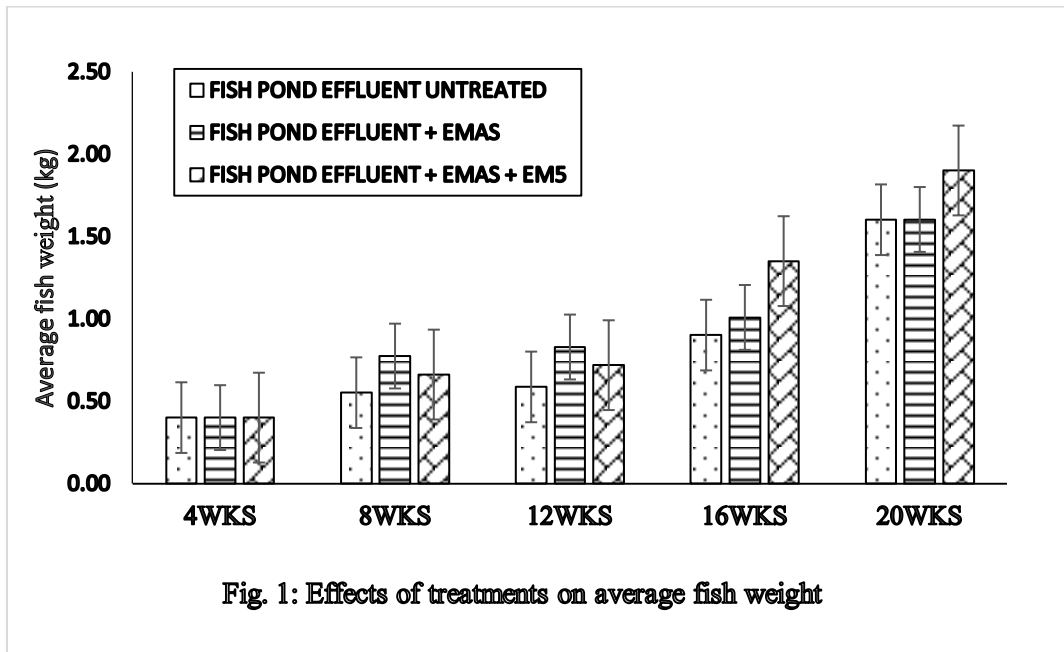 2.50
FISH POND EFFLUENT UNTREATED
2.00
FISH POND EFFLUENT + EMAS
FISH POND EFFLUENT + EMAS + EM5
1.50
1.00
0.50
0.00
Average fish weight (kg)
4WKS 8WKS 12WKS 16WKS 20WKS
Fig. 1: Effects of treatments on average fish weight